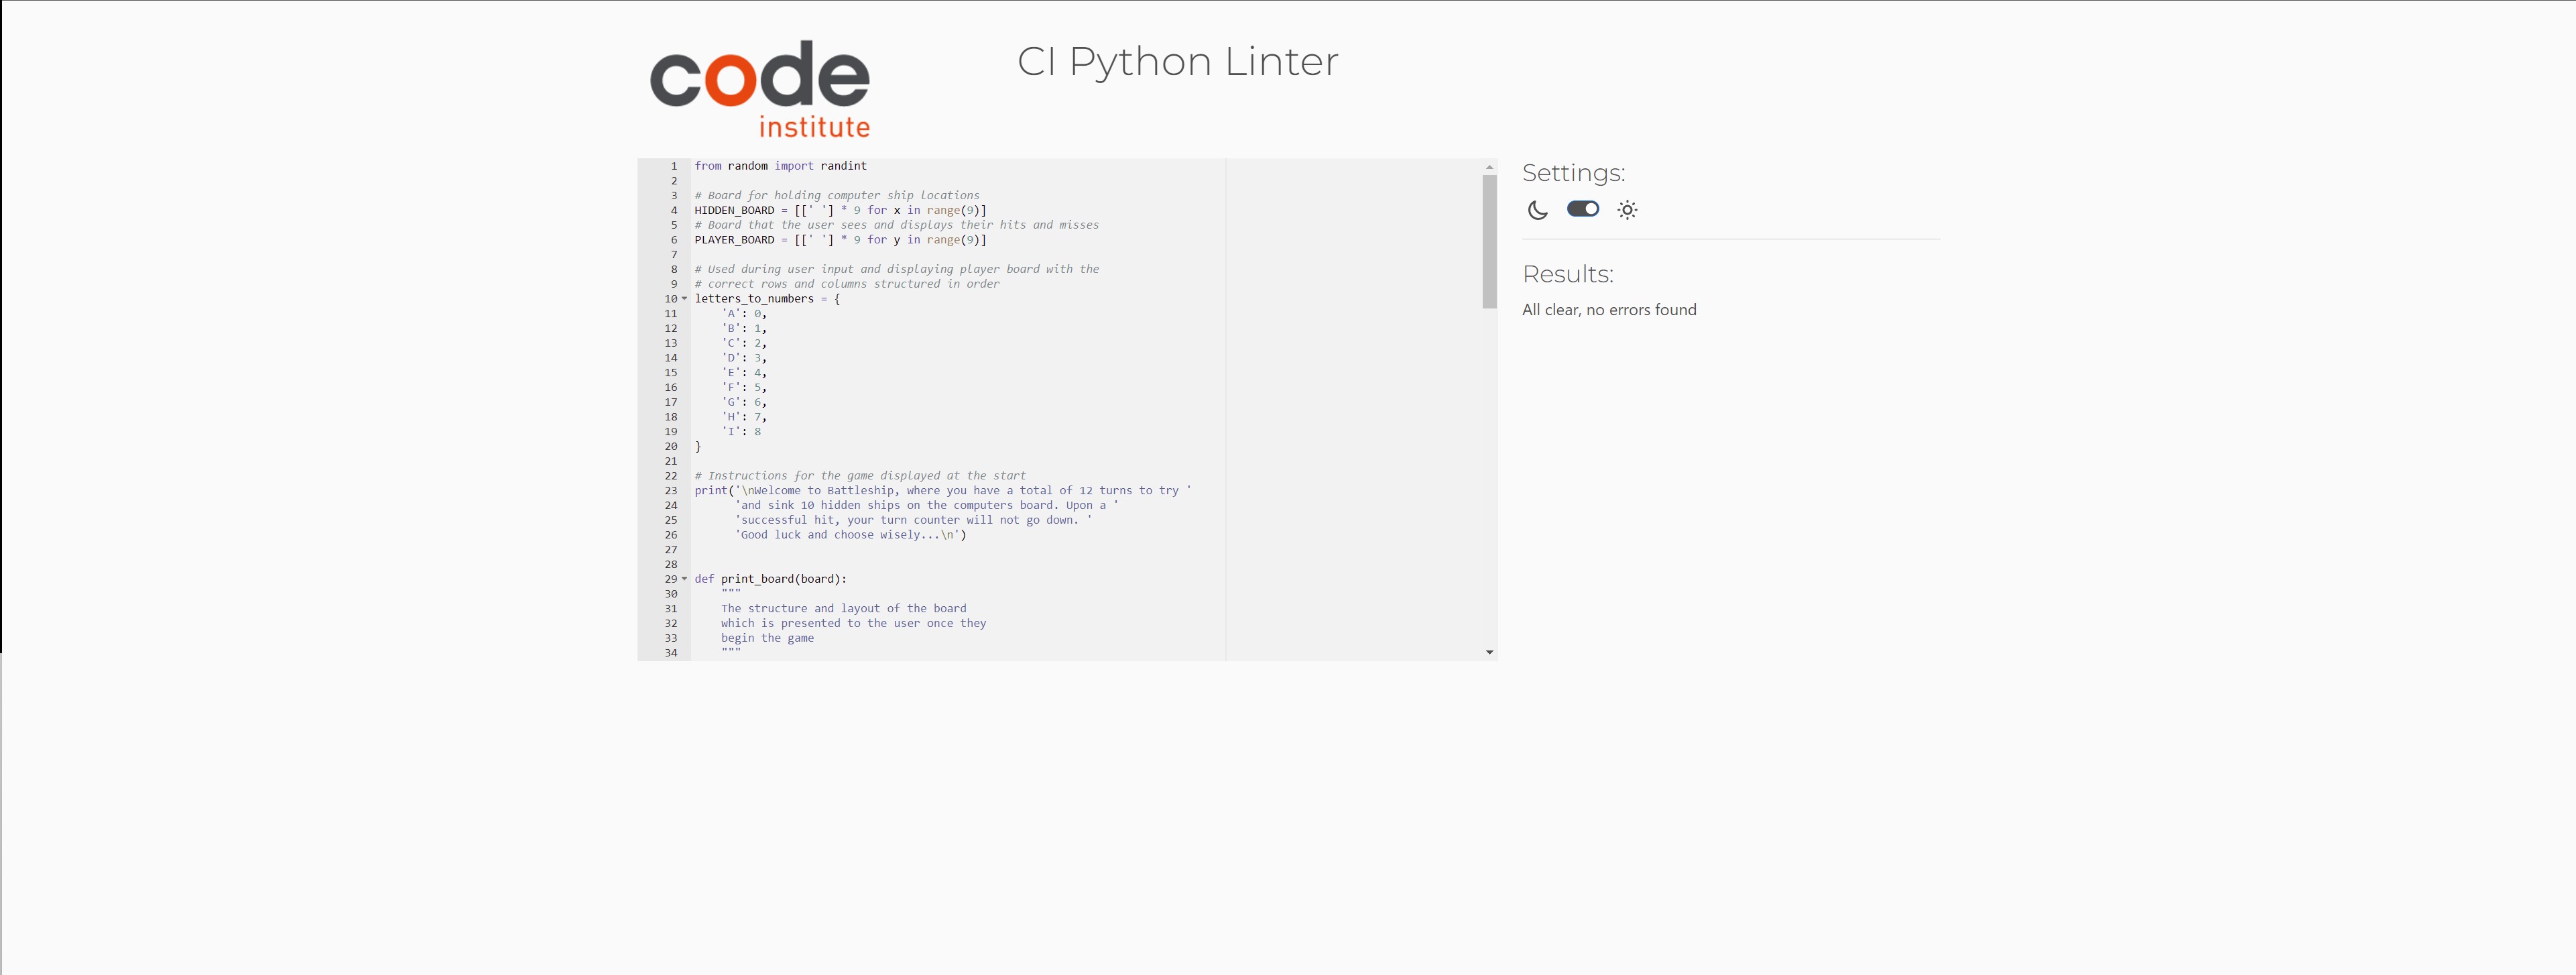 code
institute
CI Python Linter
1 from random import randint
2
3 # Board for holding computer ship locations
4 HIDDEN_BOARD = [[' '] * 9 for x in range(9)]
5 # Board that the user sees and displays their hits and misses
6 PLAYER_BOARD = [[' '] * 9 for y in range(9)]
7
8 # Used during user input and displaying player board with the
9 # correct rows and columns structured in order
10 letters_to_numbers = {
11     'A': 0,
12     'B': 1,
13     'C': 2,
14     'D': 3,
15     'E': 4,
16     'F': 5,
17     'G': 6,
18     'H': 7,
19     'I': 8
20 }
21
22 # Instructions for the game displayed at the start
23 print('\nWelcome to Battleship, where you have a total of 12 turns to try '
24       'and sink 10 hidden ships on the computers board. Upon a '
25       'successful hit, your turn counter will not go down. '
26       'Good luck and choose wisely...\n')
27
28
29 def print_board(board):
30     """
31     The structure and layout of the board
32     which is presented to the user once they
33     begin the game
34     """
Settings:
Results:
All clear, no errors found